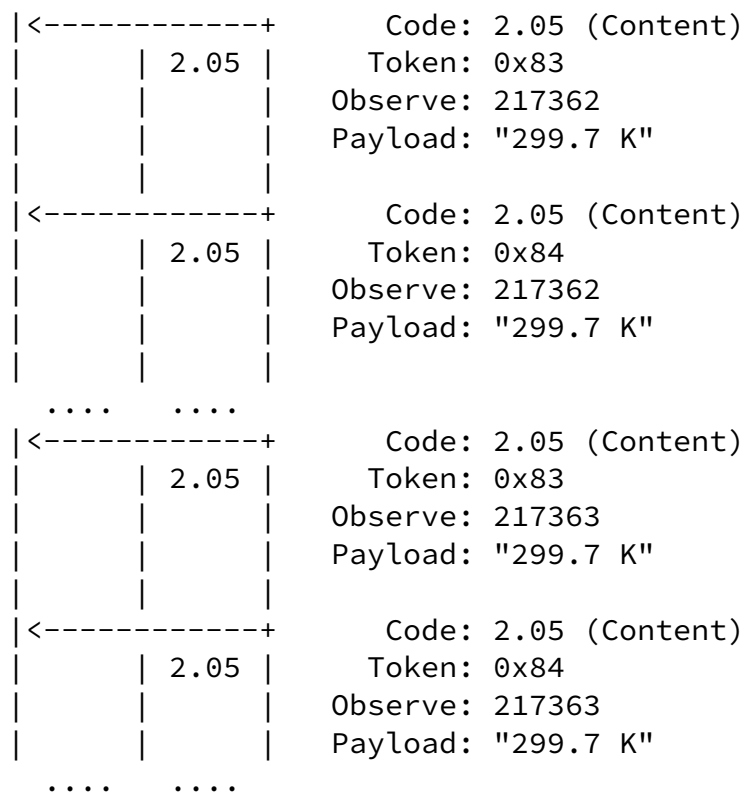 |<------------+ Code: 2.05 (Content)
| | 2.05 | Token: 0x83
| | | Observe: 217362
| | | Payload: "299.7 K"
| | |
|<------------+ Code: 2.05 (Content)
| | 2.05 | Token: 0x84
| | | Observe: 217362
| | | Payload: "299.7 K"
| | |
.... ....
|<------------+ Code: 2.05 (Content)
| | 2.05 | Token: 0x83
| | | Observe: 217363
| | | Payload: "299.7 K"
| | |
|<------------+ Code: 2.05 (Content)
| | 2.05 | Token: 0x84
| | | Observe: 217363
| | | Payload: "299.7 K"
.... ....